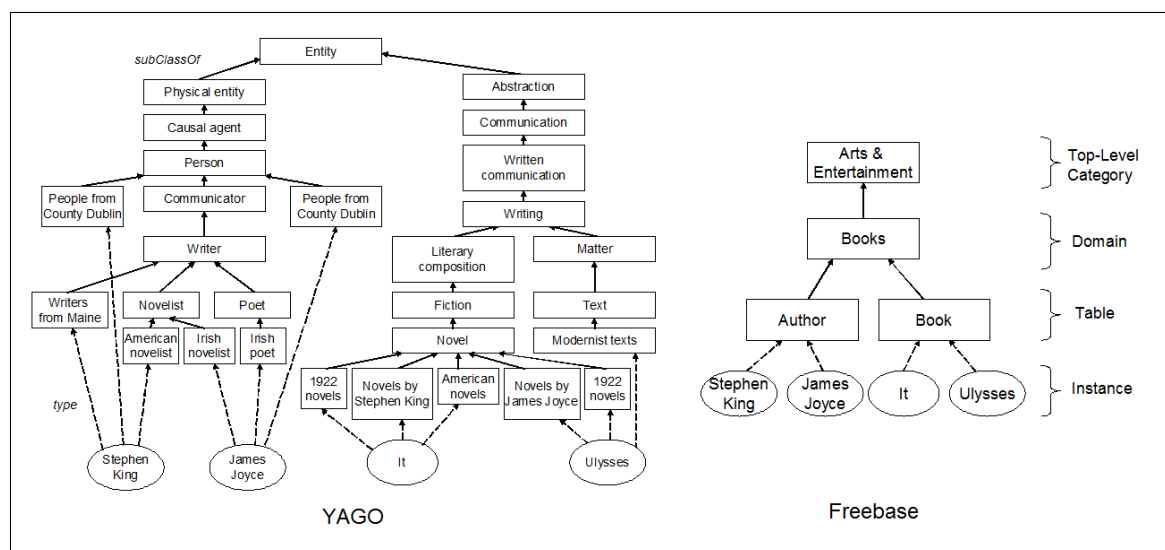 subClassOf
Entity
Physical entity
Abstraction
Causal agent
Communication
Person
Written
communication
People from
County Dublin
Communicator
People from
County Dublin
Writing
Writer
Literary
composition
Matter
Writers
from Maine
Novelist
Poet
Fiction
Text
American
novelist
Irish
novelist
Irish
poet
Novel
Modernist texts
1922
novels
Novels by
Stephen King
American
novels
Novels by
James Joyce
1922
novels
type
Stephen
King
James
Joyce
It
Ulysses
YAGO
Arts &
Entertainment
Top-Level
Category
Books
Domain
Author
Book
Table
Stephen
King
James
Joyce
It
Ulysses
Instance
Freebase